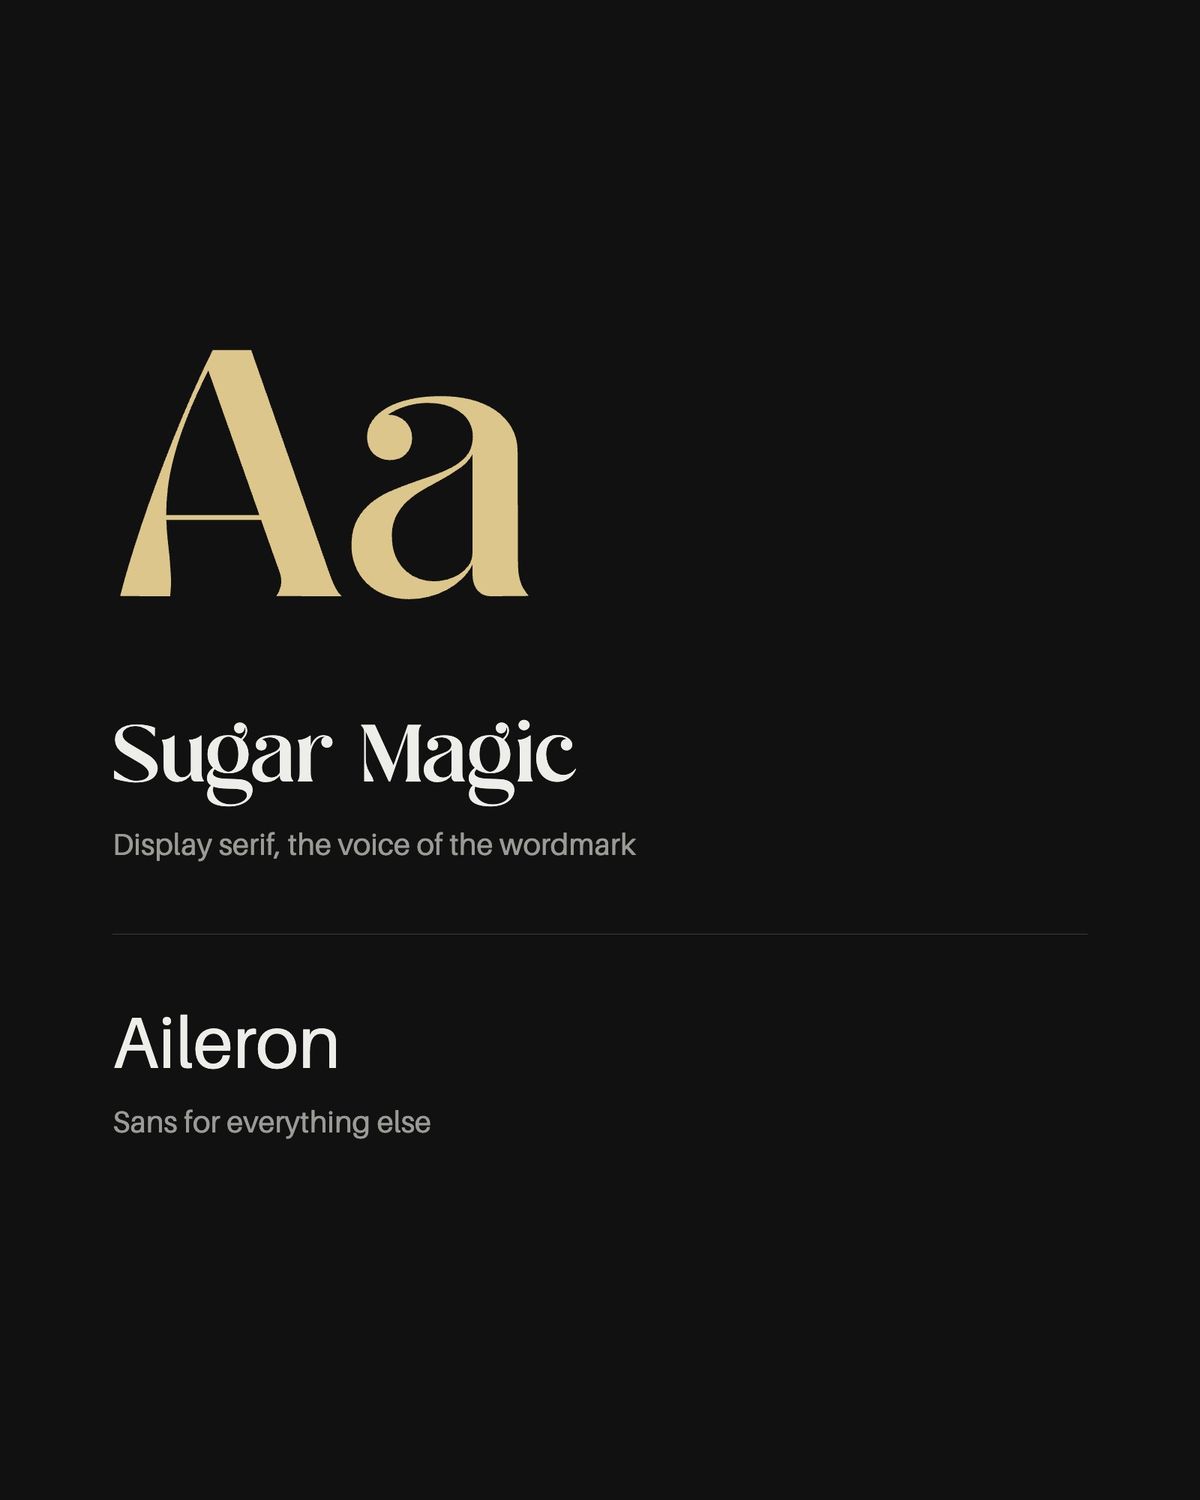 Aa
Sugar Magic
Display serif, the voice of the wordmark
Aileron
Sans for everything else